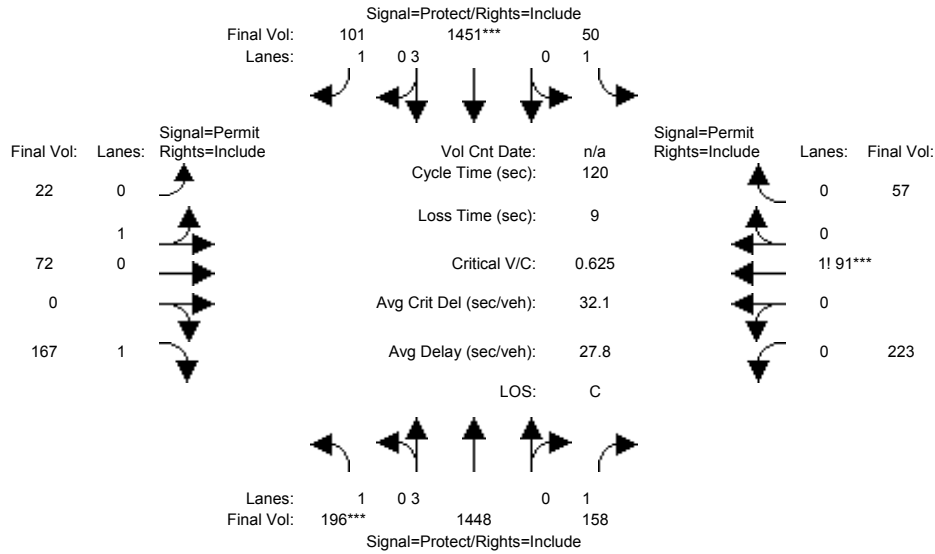 Signal=Protect/Rights=Include
Final Vol: 101 1451*** 50
Lanes: 1 0 3 0 1
Signal=Permit Signal=Permit
Final Vol: Lanes: Rights=Include Vol Cnt Date: n/a Rights=Include Lanes: Final Vol:
Cycle Time (sec): 120
22 0 0 57
Loss Time (sec): 9
1 0
72 0 Critical V/C: 0.625 1! 91***
0 Avg Crit Del (sec/veh): 32.1 0
167 1 Avg Delay (sec/veh): 27.8 0 223
LOS: C
Lanes: 1 0 3 0 1
Final Vol: 196*** 1448 158
Signal=Protect/Rights=Include